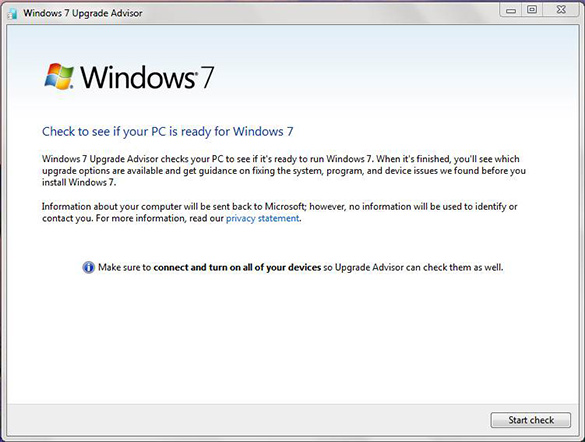 Windows 7 Upgrade Advisor
Windows 7
Check to see if your PC is ready for Windows 7
Windows 7 Upgrade Advisor checks your PC to see if it's ready to run Windows 7. When it's finished, you'll see which
upgrade options are available and get guidance on fixing the system, program, and device issues we found before you
install Windows 7.
Information about your computer will be sent back to Microsoft; however, no information will be used to identify or
contact you. For more information, read our privacy statement.
Make sure to connect and turn on all of your devices so Upgrade Advisor can check them as well.
Start check